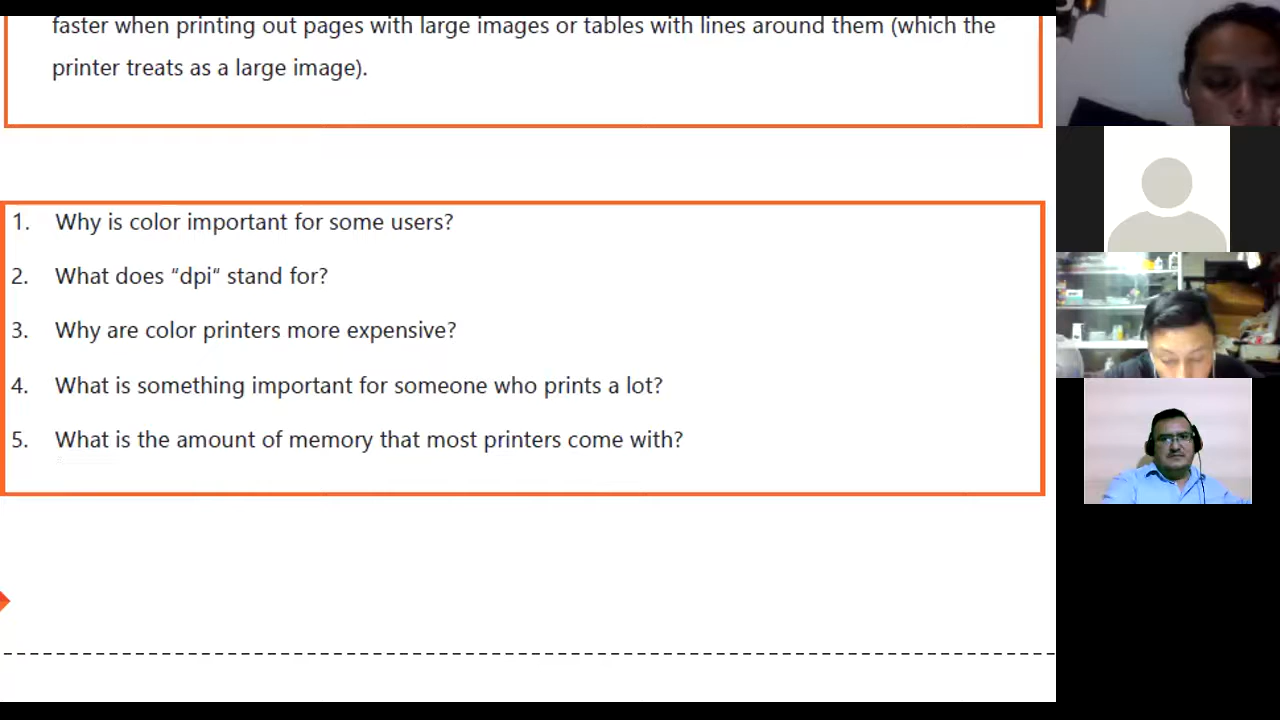 faster when printing out pages with large images or tables with lines around them (which the
printer treats as a large image).
1. Why is color important for some users?
2. What does “dpi“ stand for?
3. Why are color printers more expensive?
4. What is something important for someone who prints a lot?
5. What is the amount of memory that most printers come with?